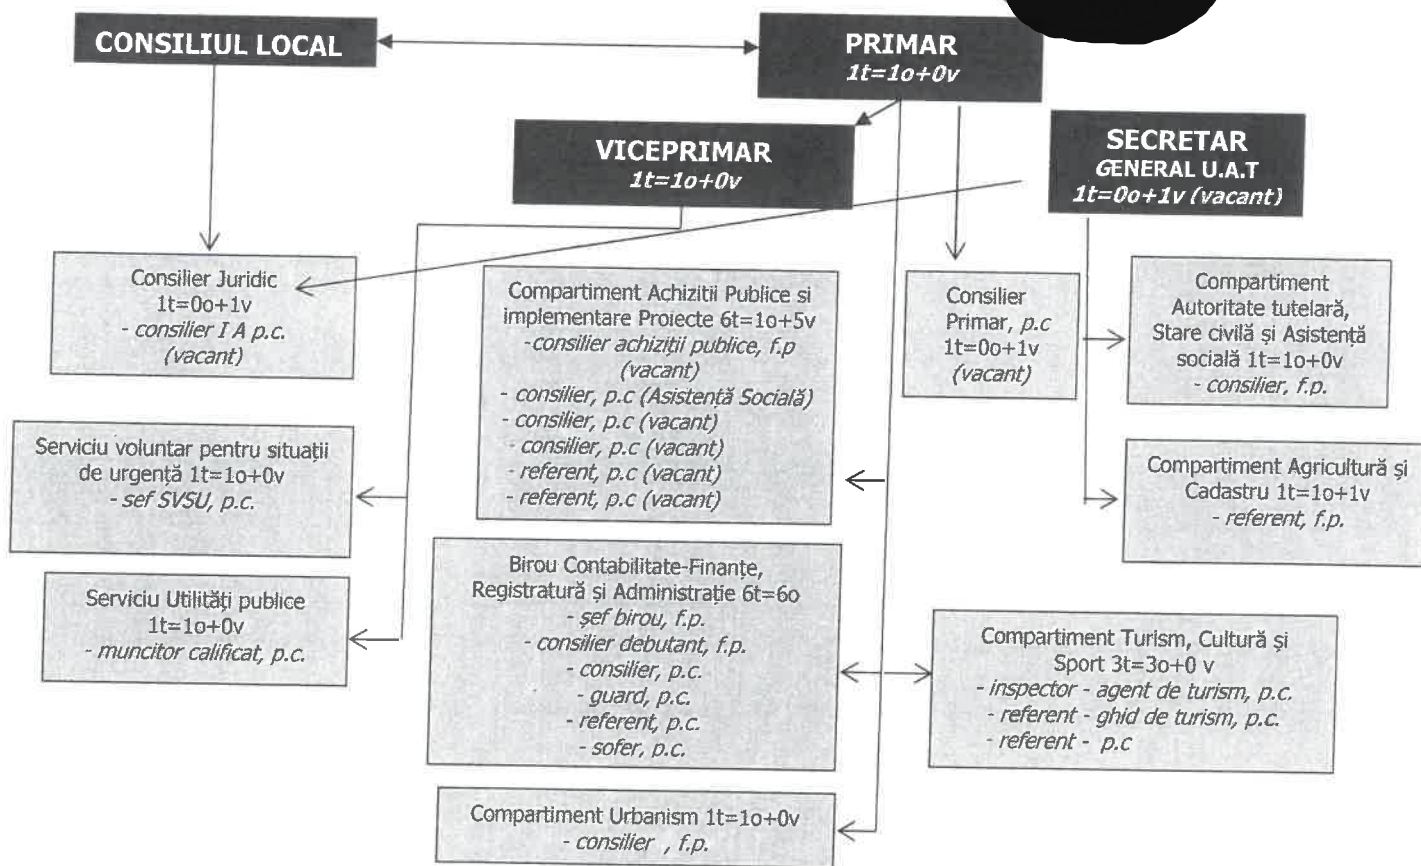 CONSILIUL LOCAL
PRIMAR
1t=1o+0v
VICEPRIMAR
1t=1o+0v
SECRETAR
GENERAL U.A.T
1t=0o+1v (vacant)
Consilier Juridic
1t=0o+1v
- consilier I A p.c.
(vacant)
Compartiment Achizitii Publice si
implementare Proiecte 6t=1o+5v
-consilier achiziții publice, f.p
(vacant)
- consilier, p.c (Asistență Socială)
- consilier, p.c (vacant)
- consilier, p.c (vacant)
- referent, p.c (vacant)
- referent, p.c (vacant)
Consilier
Primar, p.c
1t=0o+1v
(vacant)
Compartiment
Autoritate tutelară,
Stare civilă și Asistență
socială 1t=1o+0v
- consilier, f.p.
Serviciu voluntar pentru situații
de urgență 1t=1o+0v
- sef SVSU, p.c.
Compartiment Agricultură și
Cadastru 1t=1o+1v
- referent, f.p.
Serviciu Utilități publice
1t=1o+0v
- muncitor calificat, p.c.
Birou Contabilitate-Finanțe,
Registratură și Administrație 6t=6o
- șef birou, f.p.
- consilier debutant, f.p.
- consilier, p.c.
- guard, p.c.
- referent, p.c.
- sofer, p.c.
Compartiment Turism, Cultură și
Sport 3t=3o+0 v
- inspector - agent de turism, p.c.
- referent - ghid de turism, p.c.
- referent - p.c
Compartiment Urbanism 1t=1o+0v
- consilier , f.p.